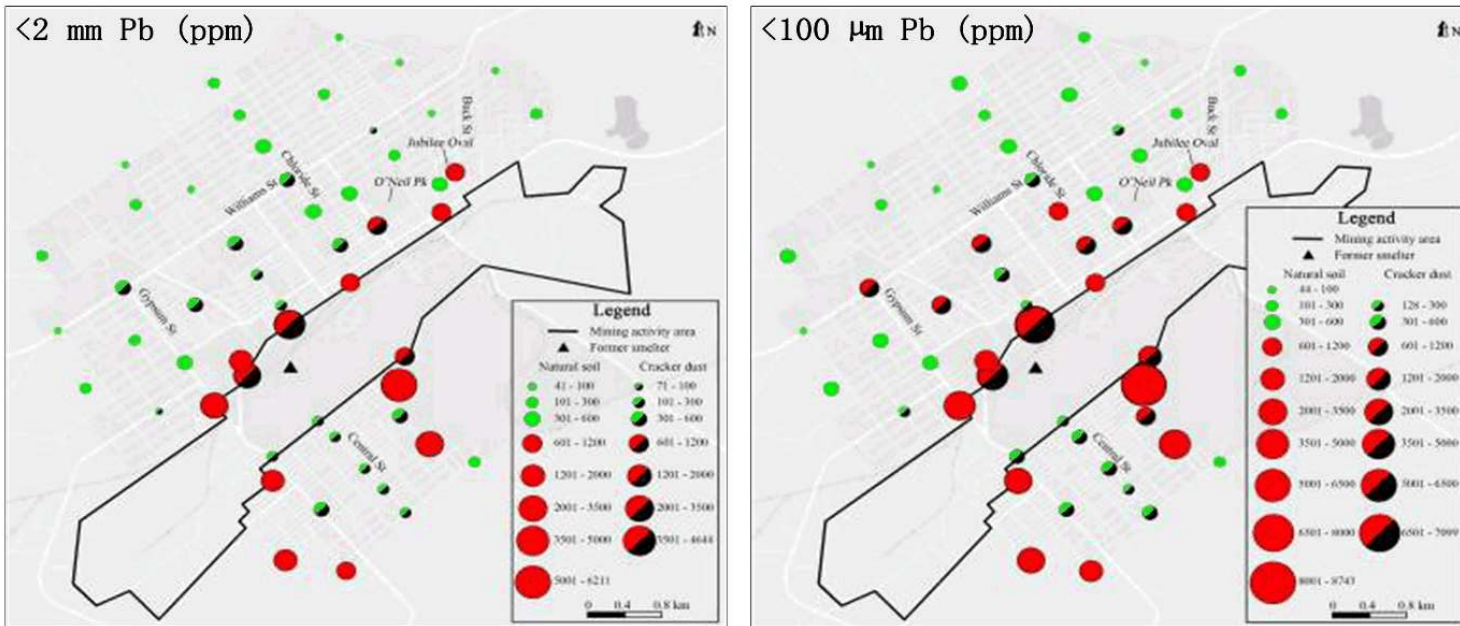 <2 mm Pb (ppm)
N
Buck St
Jubilee Oval
O'Neil Pk
Chloride St
Williams St
Gypsum St
Central St
Legend
Mining activity area
Former smelter
Natural soil Cracker dust
41 - 100 71 - 100
101 - 300 101 - 300
301 - 600 301 - 600
601 - 1200 601 - 1200
1201 - 2000 1201 - 2000
2001 - 3500 2001 - 3500
3501 - 5000 3501 - 4644
5001 - 6211
0 0.4 0.8 km
<100 μm Pb (ppm)
N
Buck St
Jubilee Oval
O'Neil Pk
Chloride St
Williams St
Gypsum St
Central St
Legend
Mining activity area
Former smelter
Natural soil Cracker dust
44 - 100
101 - 300 128 - 300
301 - 600 301 - 600
601 - 1200 601 - 1200
1201 - 2000 1201 - 2000
2001 - 3500 2001 - 3500
3501 - 5000 3501 - 5000
5001 - 6500 5001 - 6500
6501 - 8000 6501 - 7099
8001 - 8743
0 0.4 0.8 km